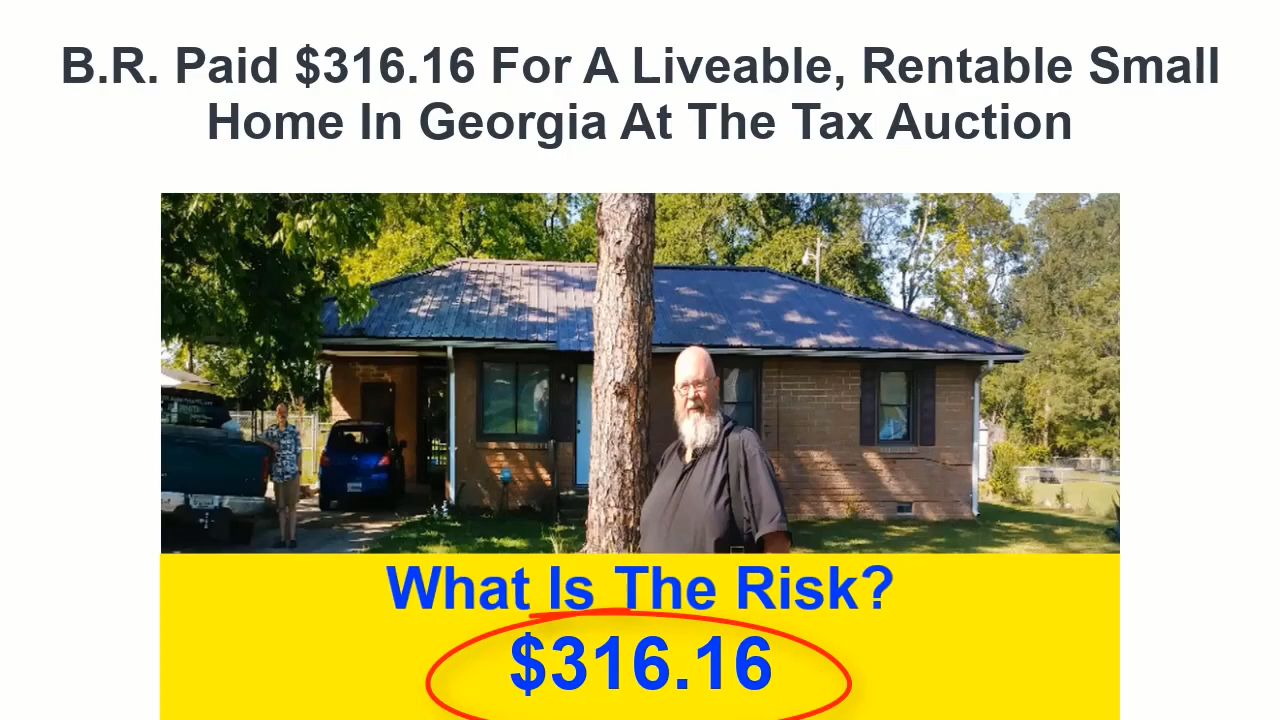 B.R. Paid $316.16 For A Liveable, Rentable Small
Home In Georgia At The Tax Auction
What Is The Risk?
$316.16